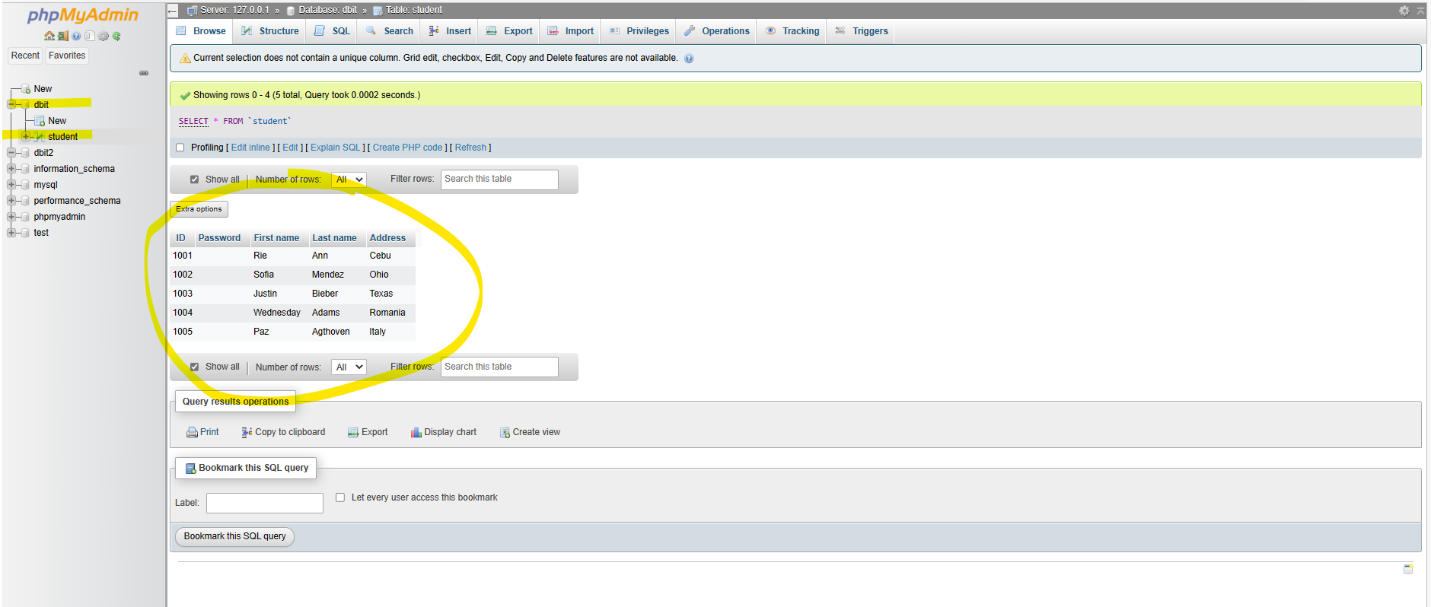 phpMyAdmin
Recent Favorites
New
dbit
New
student
dbit2
information_schema
mysql
performance_schema
phpmyadmin
test
Server: 127.0.0.1 » Database: dbit » Table: student
Browse Structure SQL Search Insert Export Import Privileges Operations Tracking Triggers
Current selection does not contain a unique column. Grid edit, checkbox, Edit, Copy and Delete features are not available.
Showing rows 0 - 4 (5 total, Query took 0.0002 seconds.)
SELECT * FROM `student`
Profiling [ Edit inline ] [ Edit ] [ Explain SQL ] [ Create PHP code ] [ Refresh ]
Show all Number of rows: All Filter rows: Search this table
Extra options
ID Password First name Last name Address
1001 Rie Ann Cebu
1002 Sofia Mendez Ohio
1003 Justin Bieber Texas
1004 Wednesday Adams Romania
1005 Paz Agthoven Italy
Show all Number of rows: All Filter rows: Search this table
Query results operations
Print Copy to clipboard Export Display chart Create view
Bookmark this SQL query
Label: Let every user access this bookmark
Bookmark this SQL query